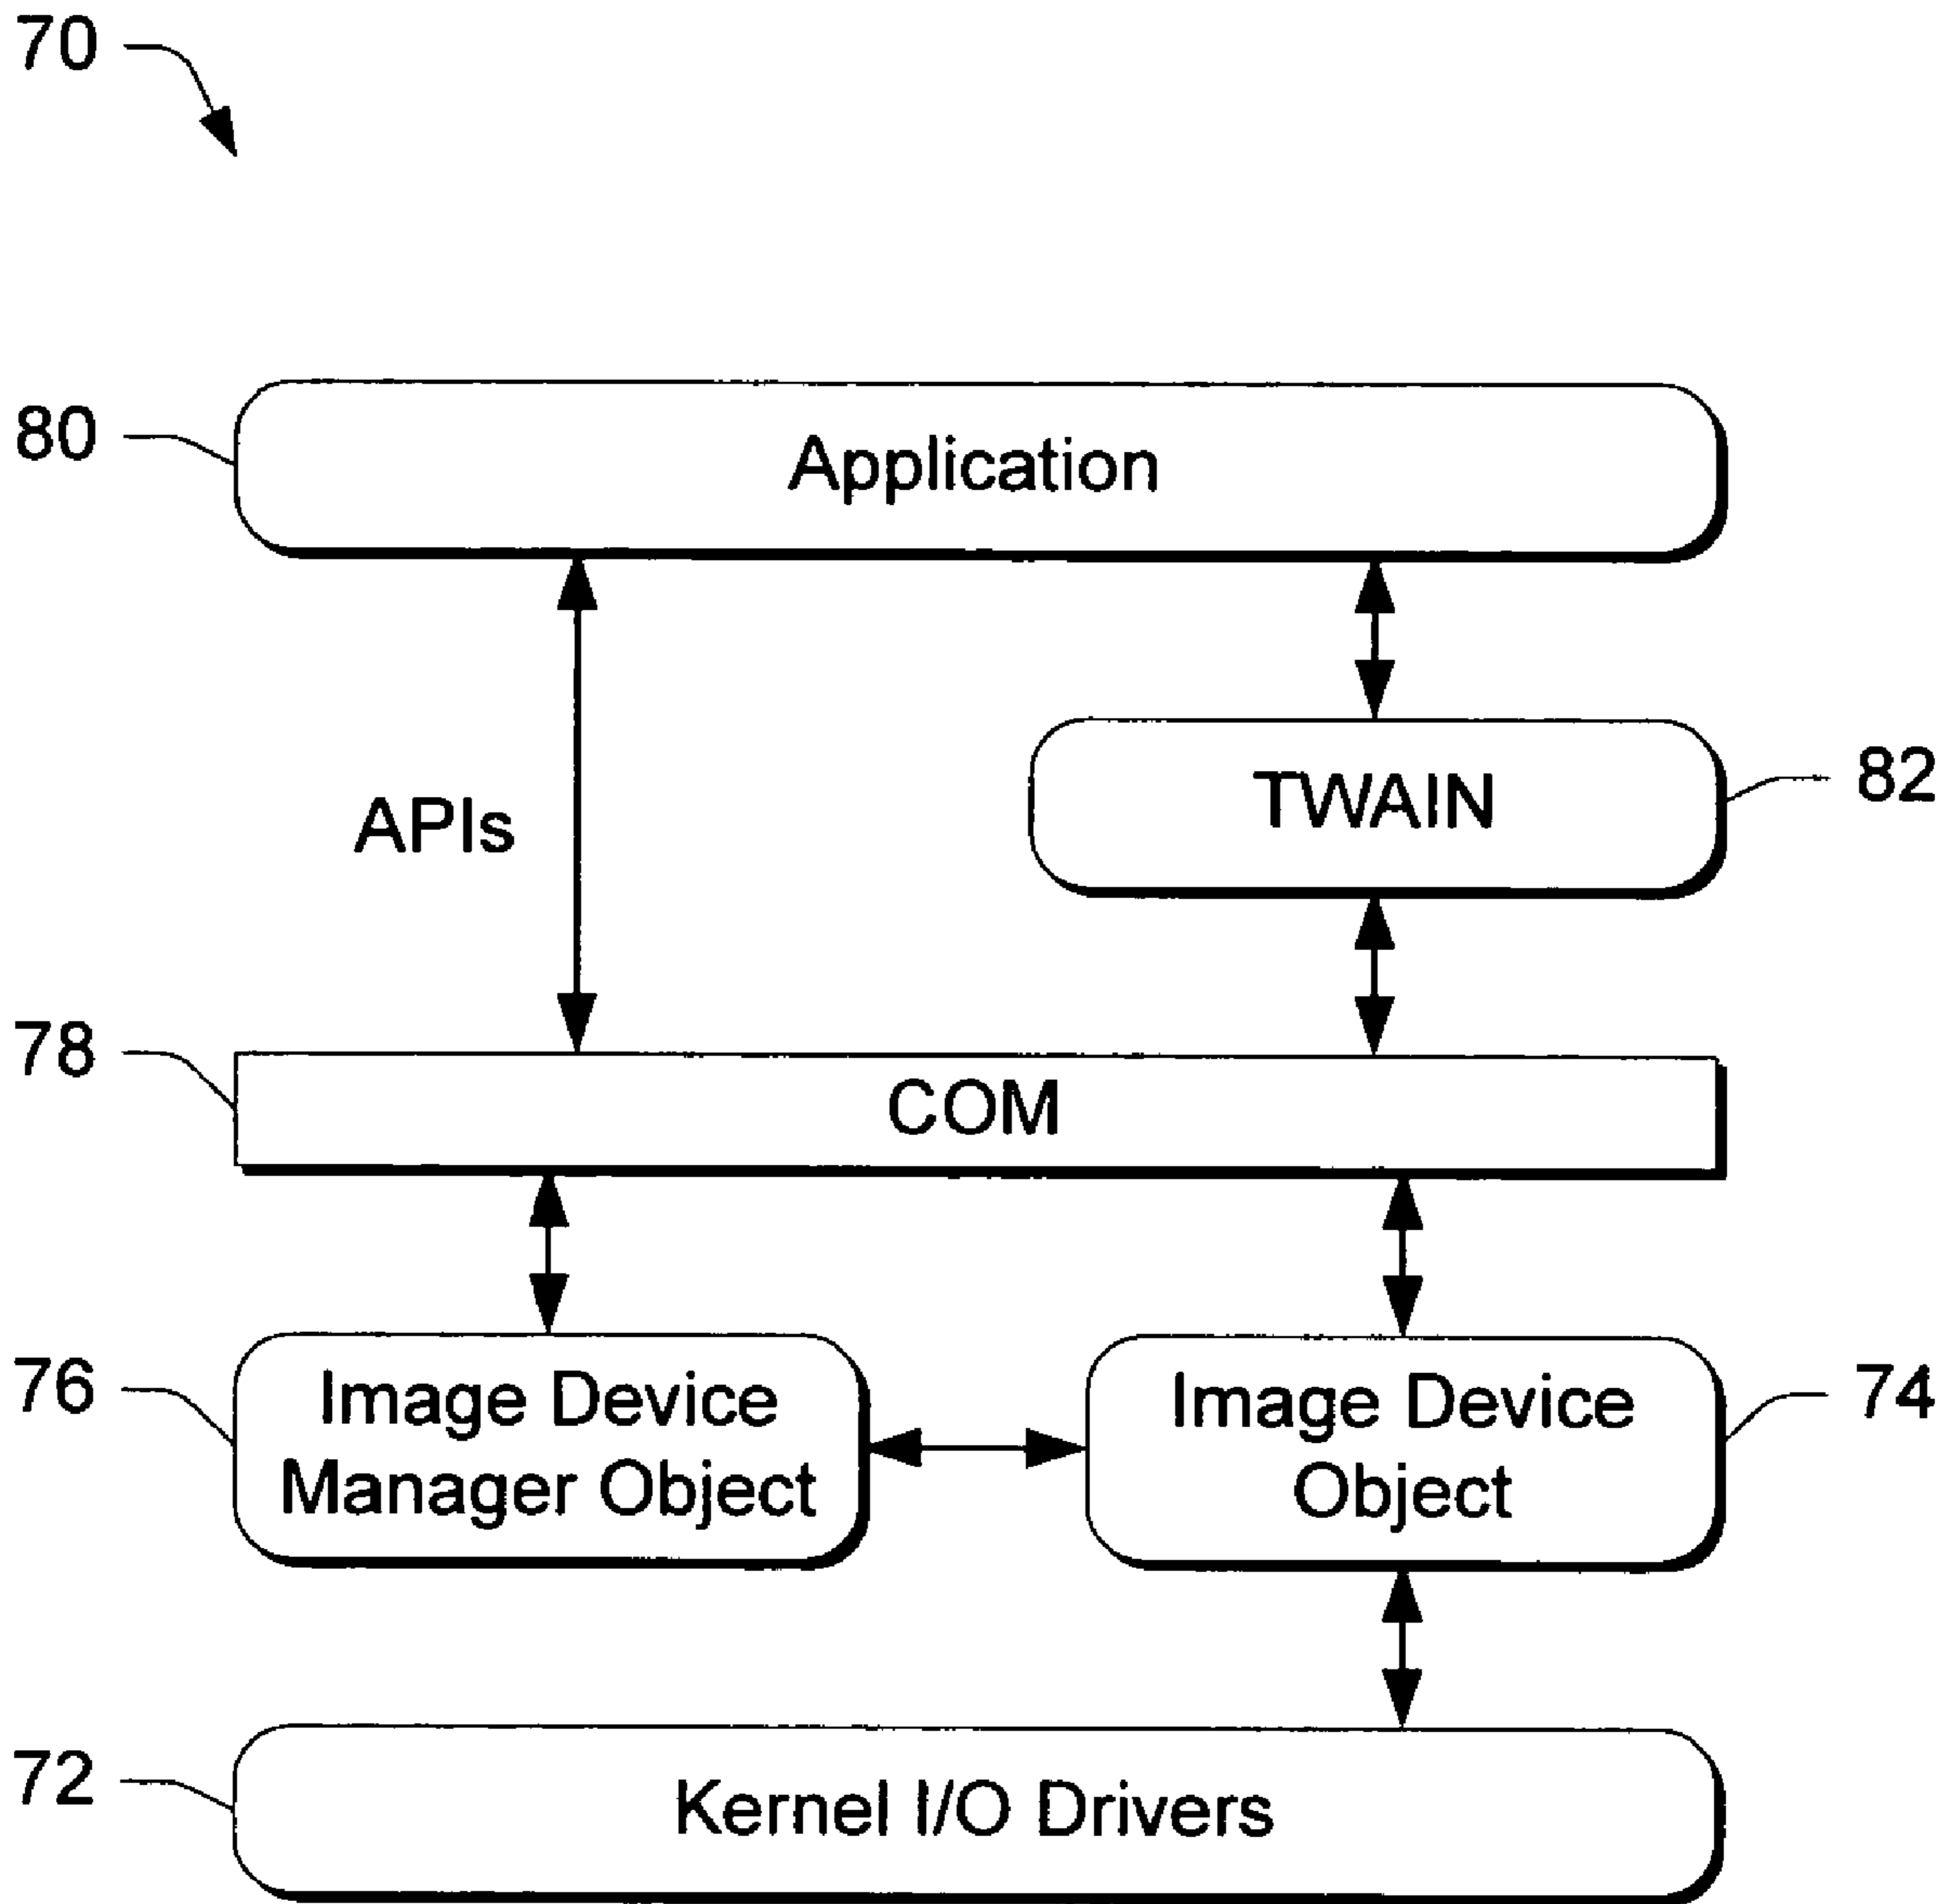 70
80
Application
TWAIN
82
APIs
78
COM
76
Image Device
Manager Object
Image Device
Object
74
72
Kernel I/O Drivers